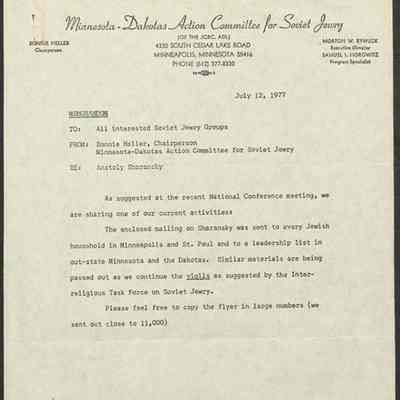 Minnesota - Dakotas Action Committee for Soviet Jewry
(OF THE JCRC, ADL)
4330 SOUTH CEDAR LAKE ROAD
MINNEAPOLIS, MINNESOTA 55416
PHONE (612) 377-8330
BONNIE HELLER
Chairperson
MORTON W. RYWECK
Executive Director
SAMUEL I. HOROWITZ
Program Specialist
July 12, 1977
MEMORANDUM
TO: All interested Soviet Jewry Groups
FROM: Bonnie Heller, Chairperson
Minnesota-Dakotas Action Committee for Soviet Jewry
RE: Anatoly Sharansky
As suggested at the recent National Conference meeting, we
are sharing one of our current activities:
The enclosed mailing on Sharansky was sent to every Jewish
household in Minneapolis and St. Paul and to a leadership list in
out-state Minnesota and the Dakotas. Similar materials are being
passed out as we continue the vigils as suggested by the Inter-
religious Task Force on Soviet Jewry.
Please feel free to copy the flyer in large numbers (we
sent out close to 11,000)